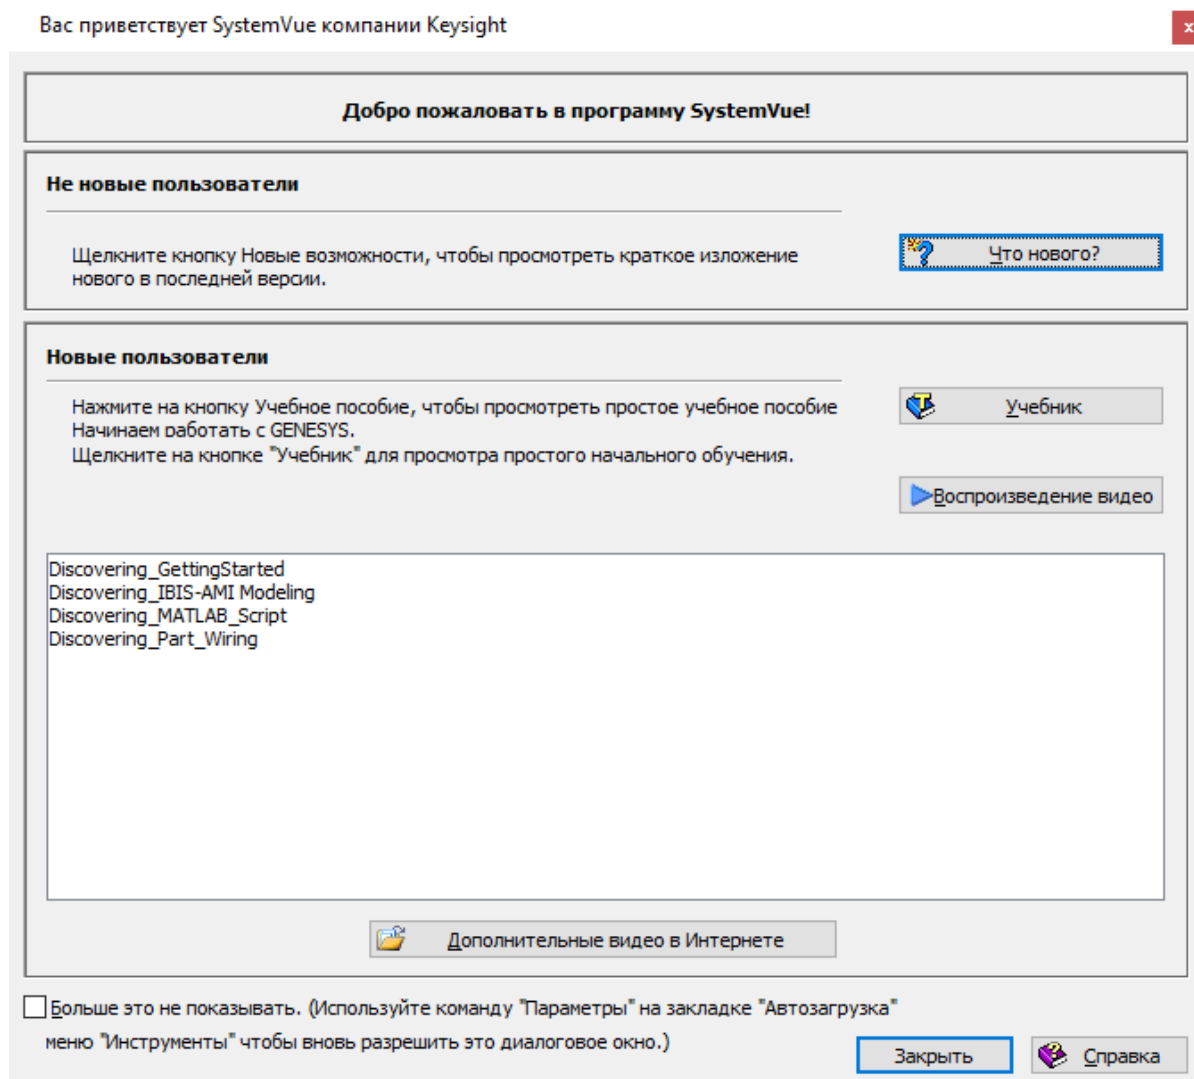 Вас приветствует SystemVue компании Keysight
x
Добро пожаловать в программу SystemVue!
Не новые пользователи
Щелкните кнопку Новые возможности, чтобы просмотреть краткое изложение
нового в последней версии.
Что нового?
Новые пользователи
Нажмите на кнопку Учебное пособие, чтобы просмотреть простое учебное пособие
Начинаем работать с GENESYS.
Щелкните на кнопке "Учебник" для просмотра простого начального обучения.
Учебник
Воспроизведение видео
Discovering_GettingStarted
Discovering_IBIS-AMI Modeling
Discovering_MATLAB_Script
Discovering_Part_Wiring
Дополнительные видео в Интернете
Больше это не показывать. (Используйте команду "Параметры" на закладке "Автозагрузка"
меню "Инструменты" чтобы вновь разрешить это диалоговое окно.)
Закрыть
Справка